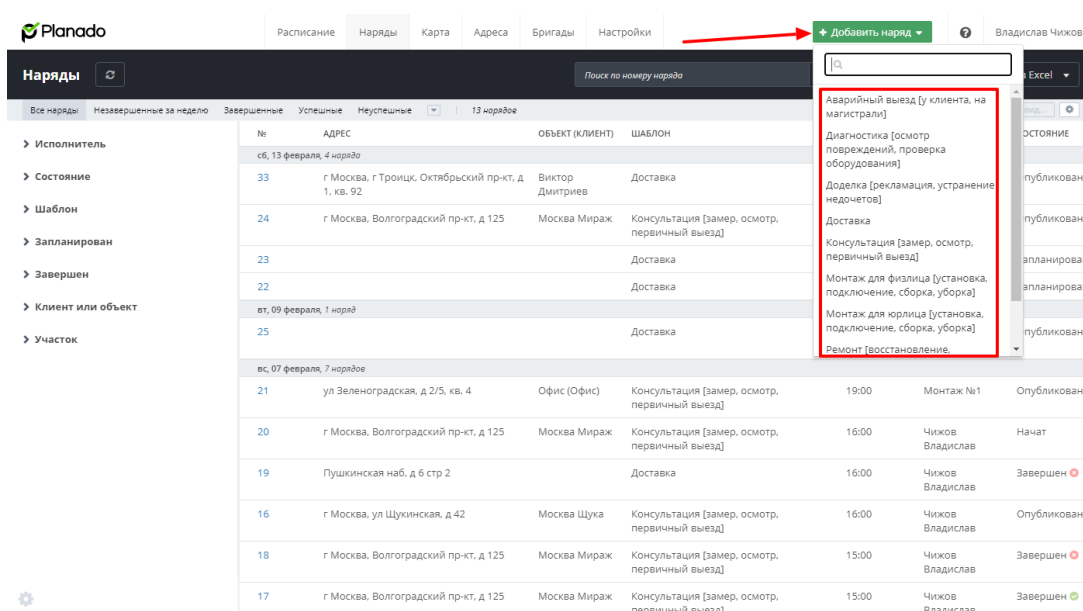 Planado
Расписание Наряды Карта Адреса Бригады Настройки
+ Добавить наряд
Владислав Чижов
Наряды
Поиск по номеру наряда
Excel
Все наряды Незавершенные за неделю Завершенные Успешные Неуспешные 13 нарядов
Исполнитель
Состояние
Шаблон
Запланирован
Завершен
Клиент или объект
Участок
Аварийный выезд [у клиента, на
магистрали]
Диагностика [осмотр
повреждений, проверка
оборудования]
Доделка [рекламация, устранение
недочетов]
Доставка
Консультация [замер, осмотр,
первичный выезд]
Монтаж для физлица [установка,
подключение, сборка, уборка]
Монтаж для юрлица [установка,
подключение, сборка, уборка]
Ремонт [восстановление,
№ АДРЕС ОБЪЕКТ (КЛИЕНТ) ШАБЛОН ОСТОЯНИЕ
сб, 13 февраля, 4 наряда
33 г Москва, г Троицк, Октябрьский пр-кт, д Виктор Доставка публикован
1, кв. 92 Дмитриев
24 г Москва, Волгоградский пр-кт, д 125 Москва Мираж Консультация [замер, осмотр, публикован
первичный выезд]
23 Доставка апланирова
22 Доставка апланирова
вт, 09 февраля, 1 наряд
25 Доставка публикован
вс, 07 февраля, 7 нарядов
21 ул Зеленоградская, д 2/5, кв. 4 Офис (Офис) Консультация [замер, осмотр, 19:00 Монтаж №1 Опубликован
первичный выезд]
20 г Москва, Волгоградский пр-кт, д 125 Москва Мираж Консультация [замер, осмотр, 16:00 Чижов Начат
первичный выезд] Владислав
19 Пушкинская наб, д 6 стр 2 Доставка 16:00 Чижов Завершен
Владислав
16 г Москва, ул Щукинская, д 42 Москва Щука Консультация [замер, осмотр, 16:00 Чижов Опубликован
первичный выезд] Владислав
18 г Москва, Волгоградский пр-кт, д 125 Москва Мираж Консультация [замер, осмотр, 15:00 Чижов Завершен
первичный выезд] Владислав
17 г Москва, Волгоградский пр-кт, д 125 Москва Мираж Консультация [замер, осмотр, 15:00 Чижов Завершен
первичный выезд] Владислав